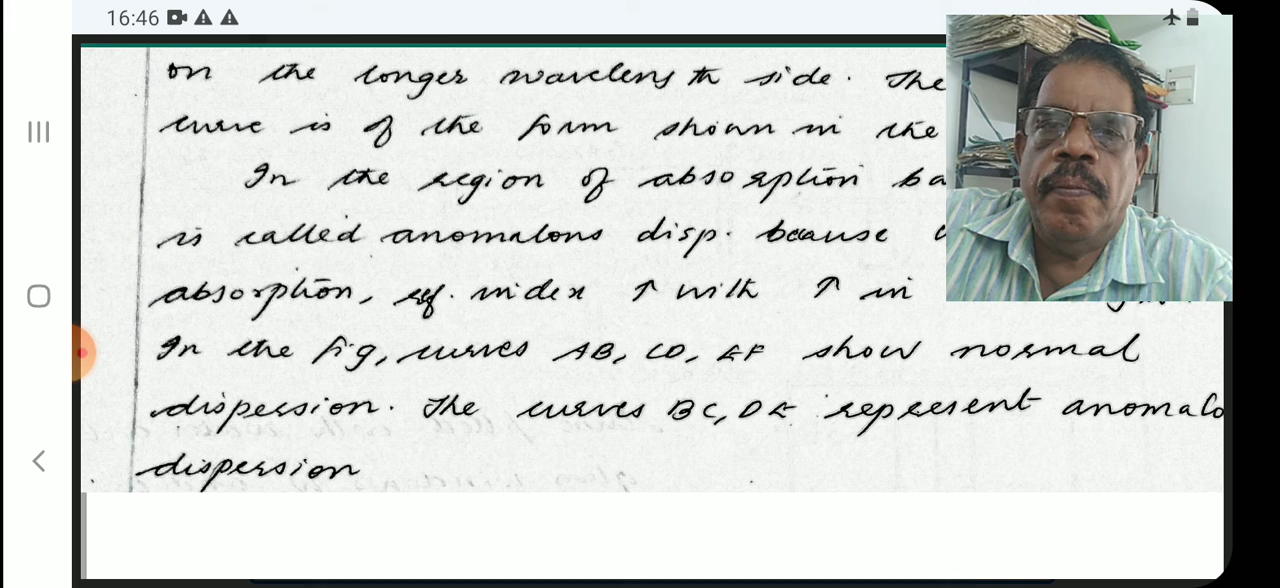 16:46
on the longer wavelength side. The
curve is of the form shown in the
In the region of absorption ba
is called anomalous disp. because
absorption, ref. index ↑ with ↑ in
In the fig, curves AB, CD, EF show normal
dispersion. The curves BC, DE represent anomalo
dispersion